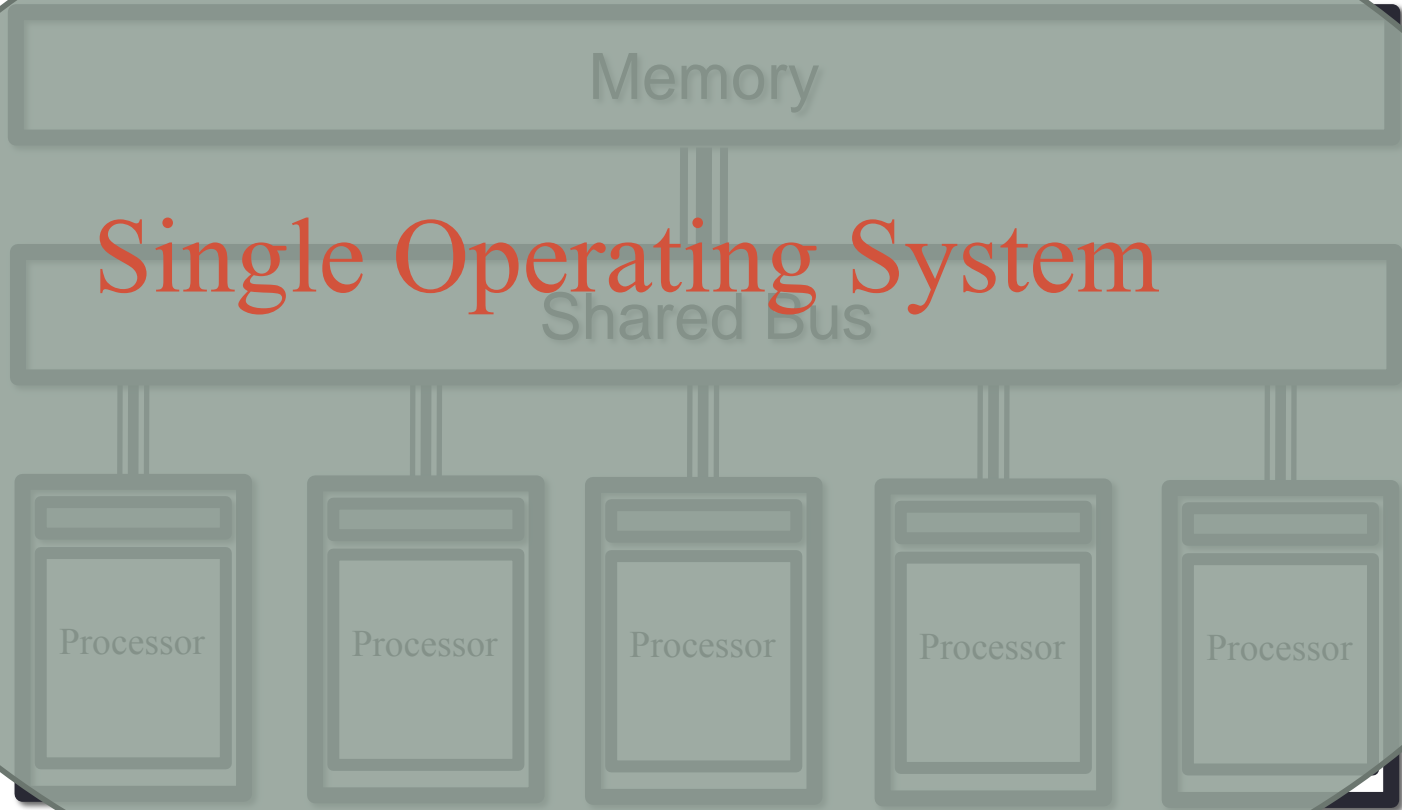 Memory
Single Operating System
Shared Bus
Processor Processor Processor Processor Processor